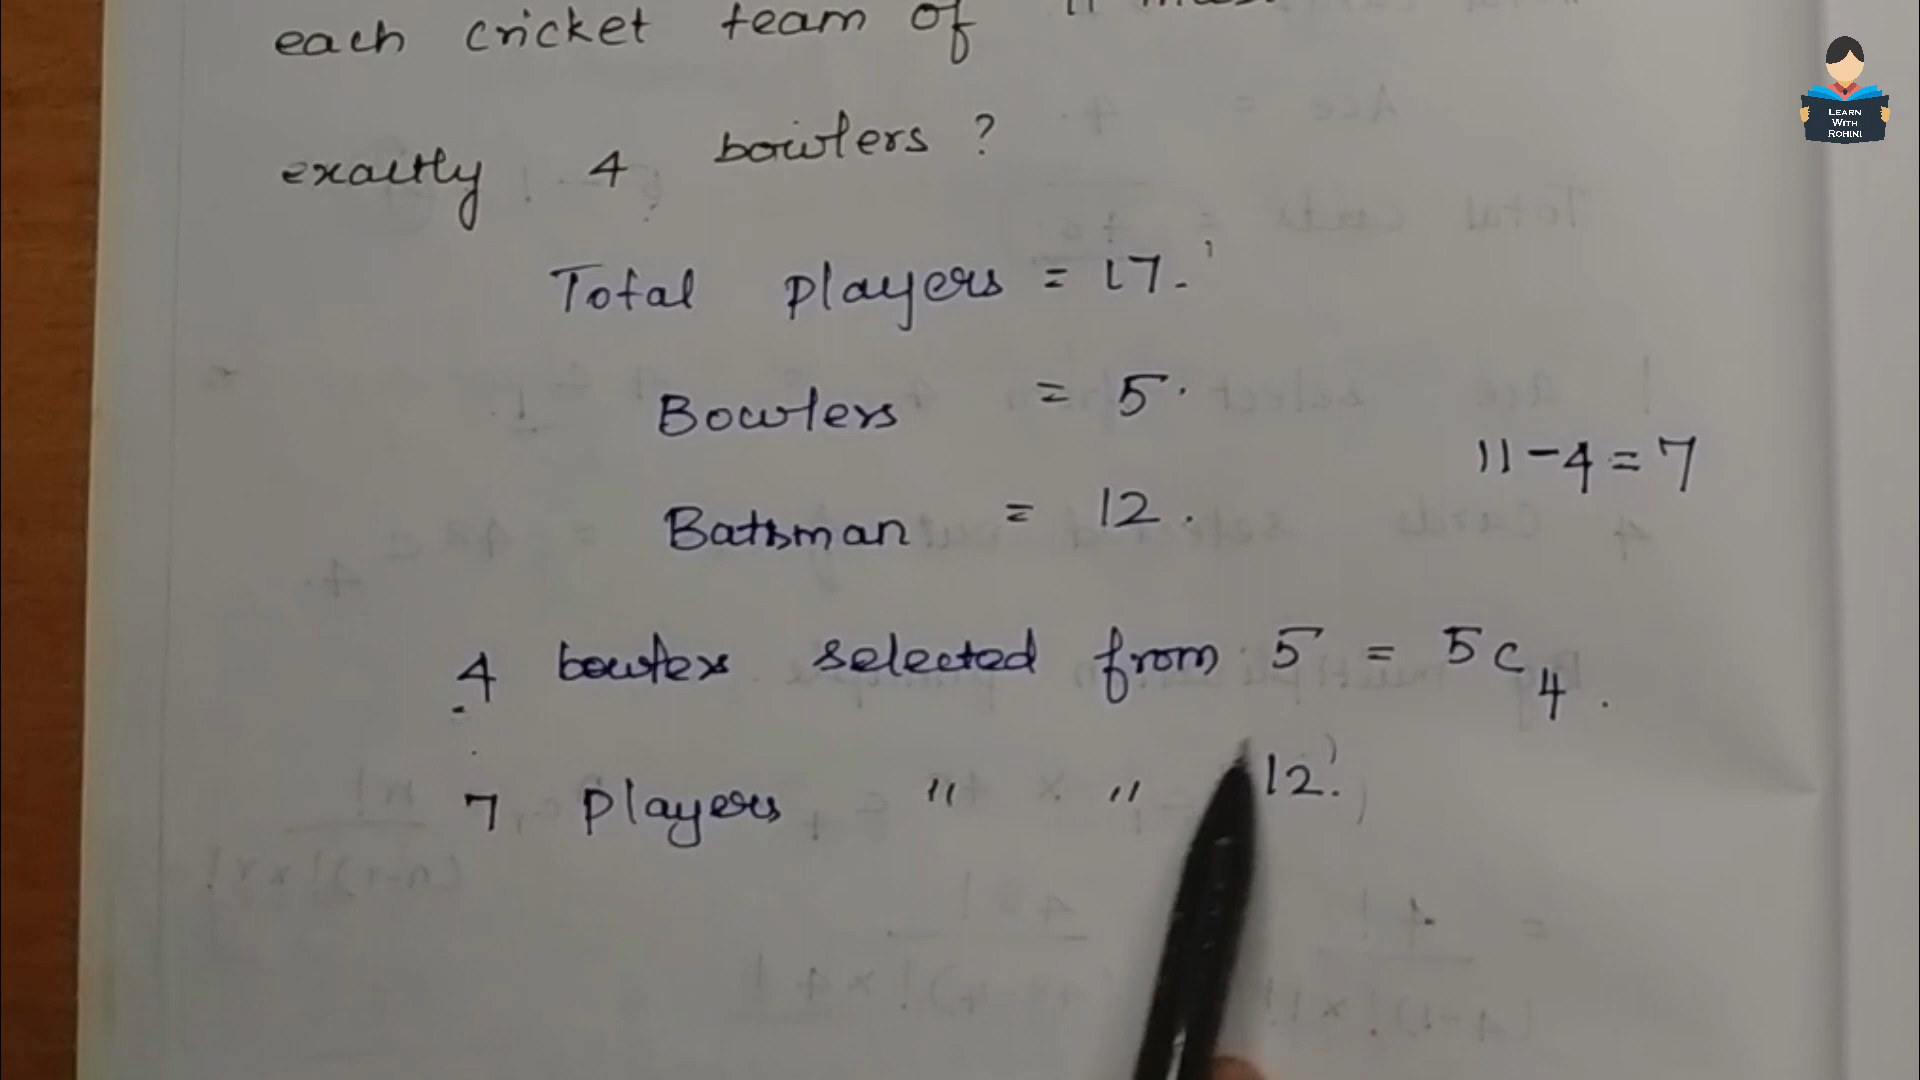 each cricket team of 11
exactly 4 bowlers ?
Total players = 17.
Bowlers = 5.
Batsman = 12.
11 - 4 = 7
4 bowlers selected from 5 = 5C4.
7 players " " 12.
LEARN
WITH
ROHINI